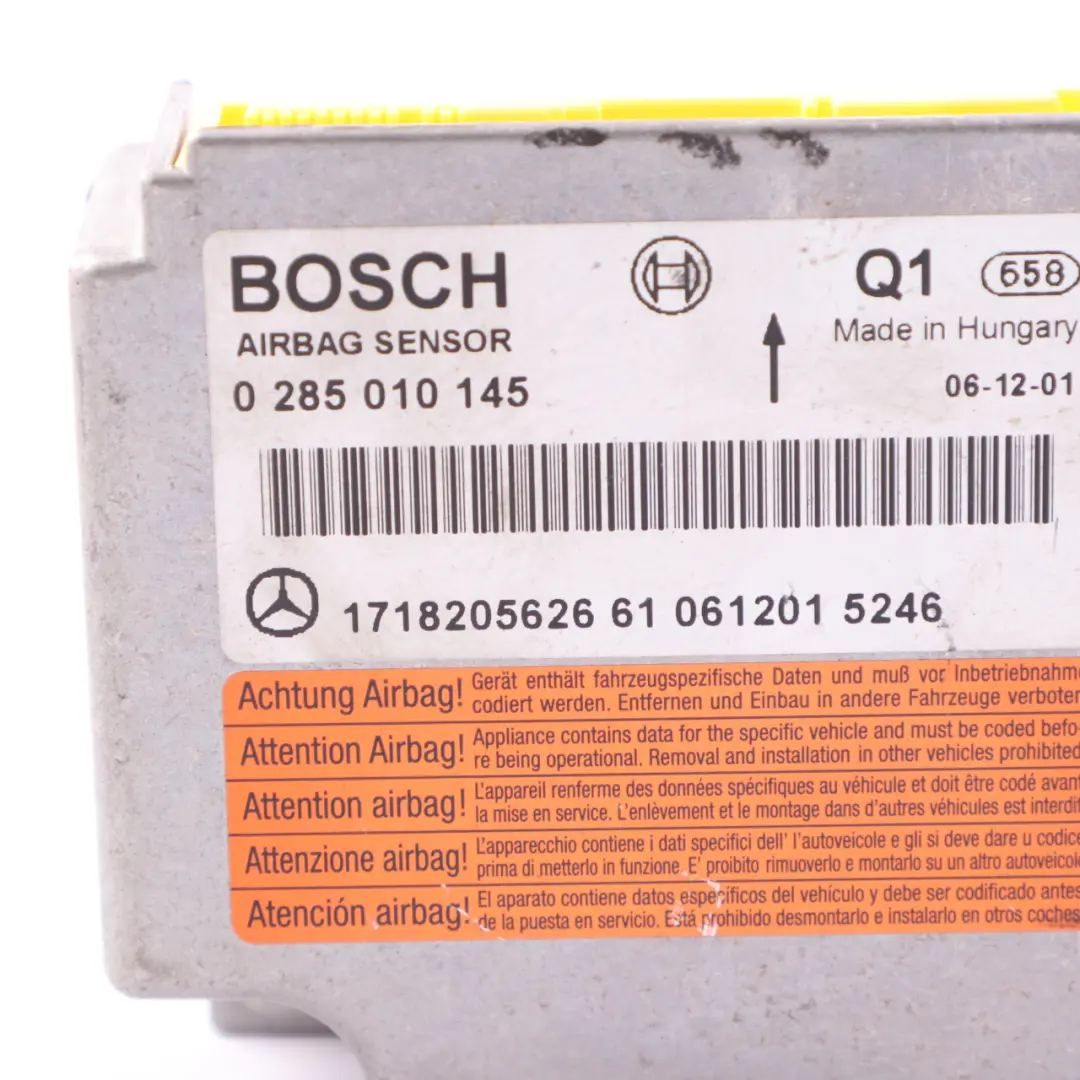 BOSCH
Q1 658
AIRBAG SENSOR
Made in Hungary
0 285 010 145
06-12-01
1718205626 61 061201 5246
Achtung Airbag! Gerät enthält fahrzeugspezifische Daten und muß vor Inbetriebnahme
codiert werden. Entfernen und Einbau in andere Fahrzeuge verboten
Attention Airbag! Appliance contains data for the specific vehicle and must be coded befo-
re being operational. Removal and installation in other vehicles prohibited
Attention airbag! L'appareil renferme des données spécifiques au véhicule et doit être codé avant
la mise en service. L'enlèvement et le montage dans d'autres véhicules est interdit
Attenzione airbag! L'apparecchio contiene i dati specifici dell' l'autoveicole e gli si deve dare u codice
prima di metterlo in funzione. E' proibito rimuoverlo e montarlo su un altro autoveicolo
Atención airbag! El aparato contiene datos específicos del vehículo y debe ser codificado antes
de la puesta en servicio. Está prohibido desmontarlo e instalarlo en otros coches